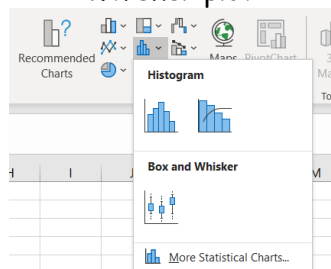 Recommended
Charts
Maps PivotChart
Histogram
Box and Whisker
More Statistical Charts...
H I J M